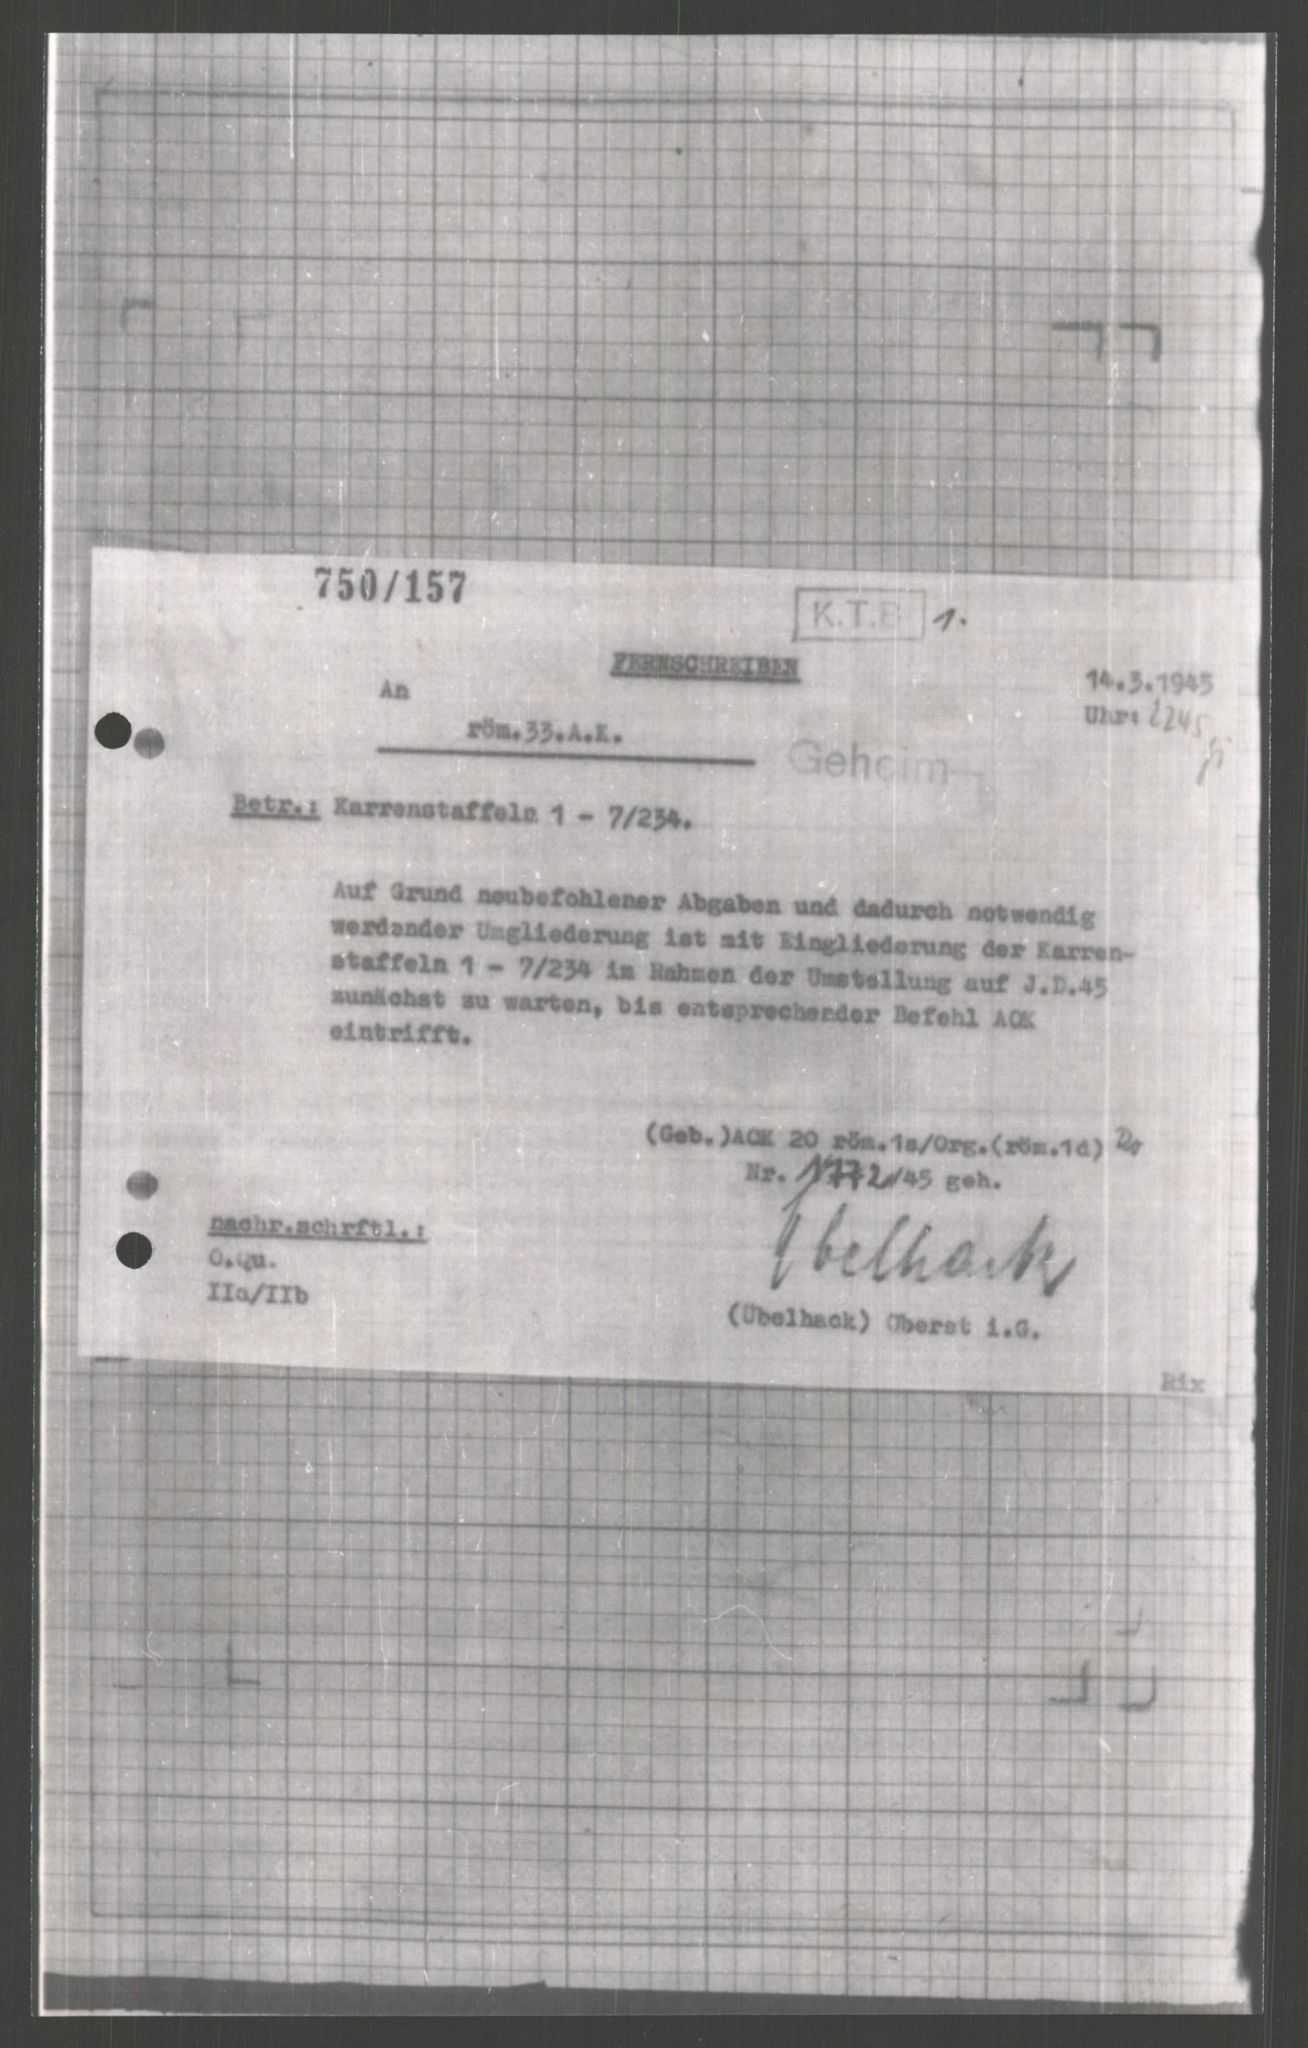 750/157
K.T.B 1.
FERNSCHREIBEN
14.3.1945
An
Uhr: 2245
röm.33.A.K.
Geheim
Betr.: Karrenstaffeln 1 - 7/234.
Auf Grund neubefohlener Abgaben und dadurch notwendig
werdender Umgliederung ist mit Eingliederung der Karren-
staffeln 1 - 7/234 im Rahmen der Umstellung auf J.D.45
zunächst zu warten, bis entsprechender Befehl AOK
eintrifft.
(Geb.)AOK 20 röm.1a/Org.(röm.1d)
Nr. 1772/45 geh.
nachr.schrftl.:
O.Qu.
IIa/IIb
Übelhack
(Übelhack) Oberst i.G.
Rix